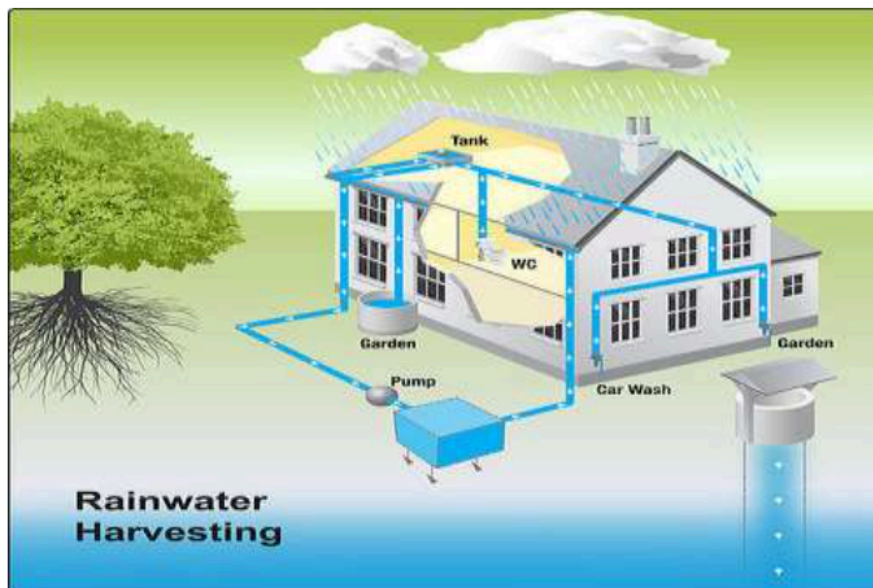 Tank
WC
Garden
Garden
Pump
Car Wash
Rainwater
Harvesting